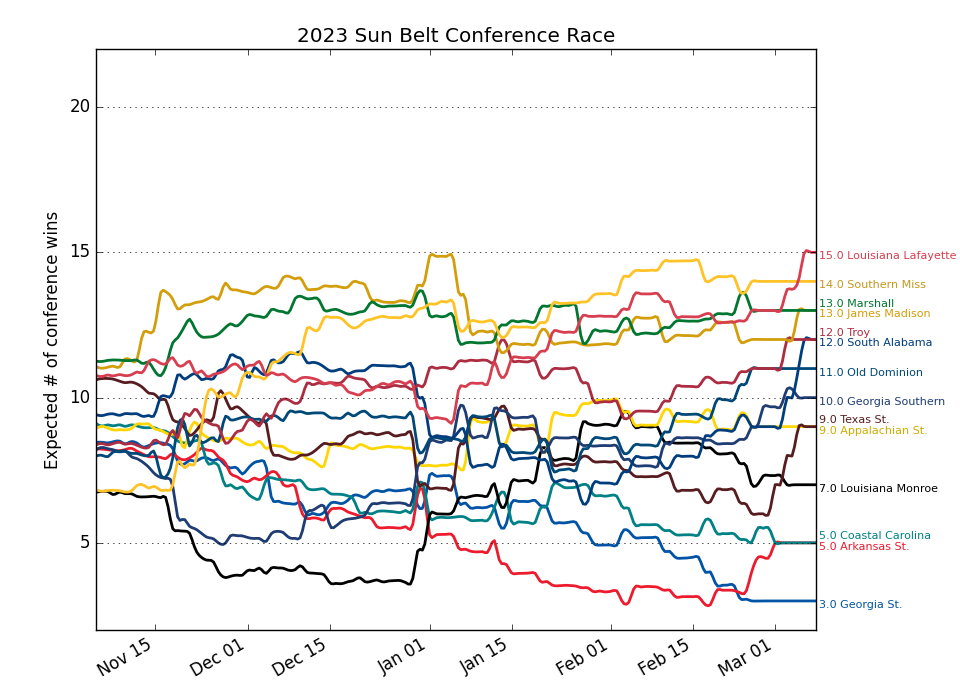 2023 Sun Belt Conference Race
Expected # of conference wins
20
15
10
5
15.0 Louisiana Lafayette
14.0 Southern Miss
13.0 Marshall
13.0 James Madison
12.0 Troy
12.0 South Alabama
11.0 Old Dominion
10.0 Georgia Southern
9.0 Texas St.
9.0 Appalachian St.
7.0 Louisiana Monroe
5.0 Coastal Carolina
5.0 Arkansas St.
3.0 Georgia St.
Nov 15
Dec 01
Dec 15
Jan 01
Jan 15
Feb 01
Feb 15
Mar 01